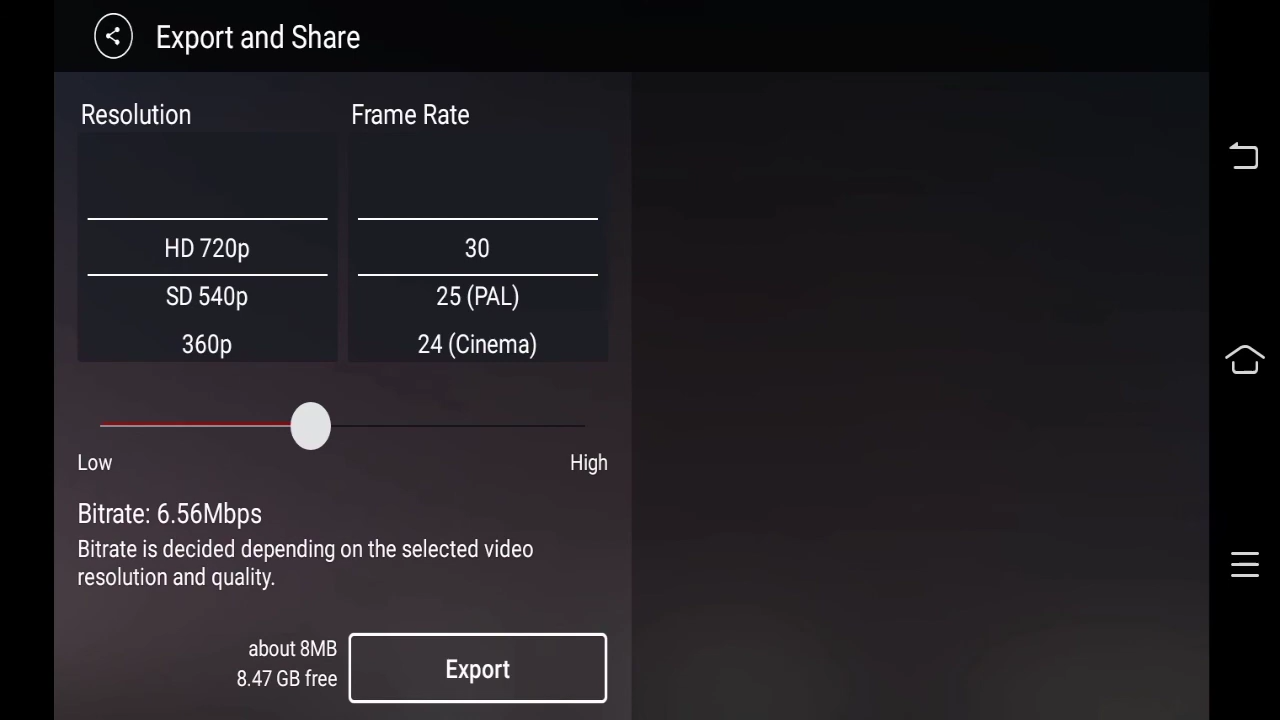 Export and Share
Resolution
Frame Rate
HD 720p
30
SD 540p
25 (PAL)
360p
24 (Cinema)
Low
High
Bitrate: 6.56Mbps
Bitrate is decided depending on the selected video
resolution and quality.
about 8MB
8.47 GB free
Export